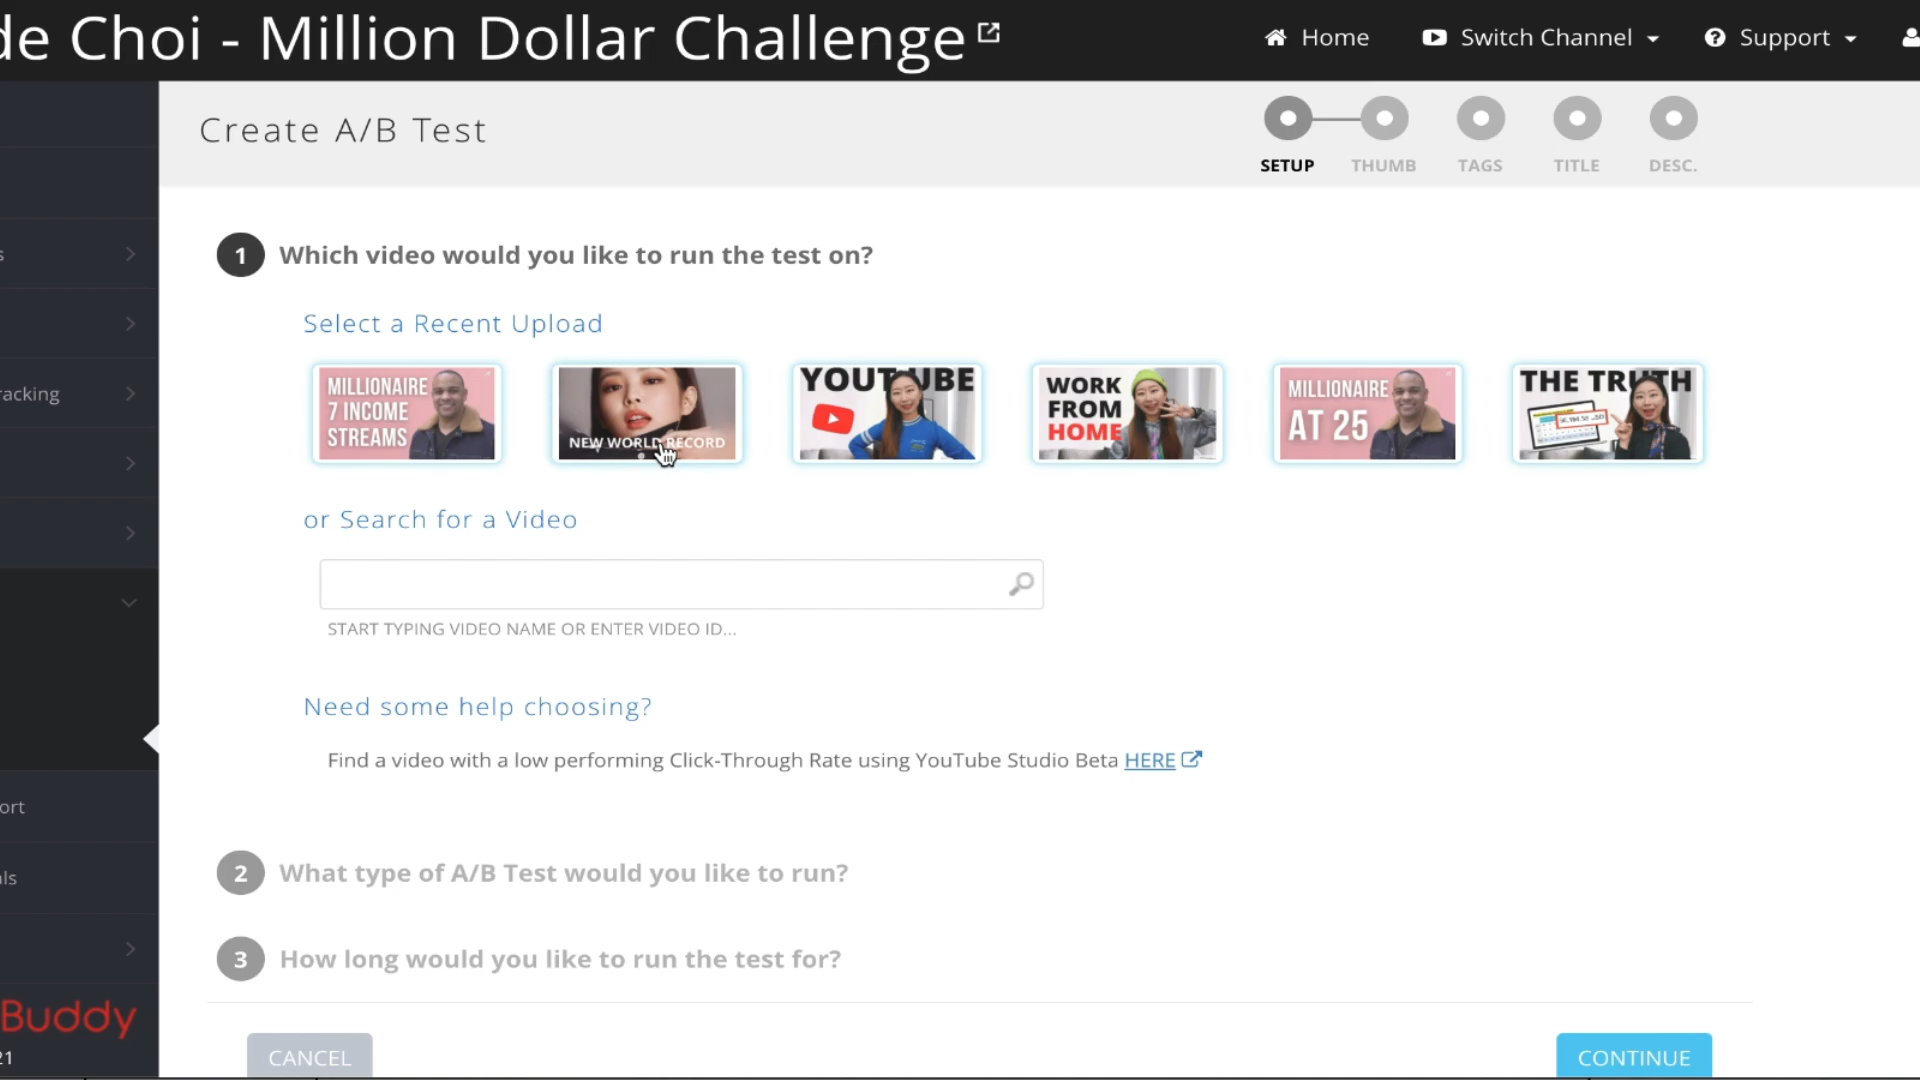 de Choi - Million Dollar Challenge
Home
Switch Channel
Support
Create A/B Test
SETUP
THUMB
TAGS
TITLE
DESC.
1 Which video would you like to run the test on?
Select a Recent Upload
MILLIONAIRE
7 INCOME
STREAMS
NEW WORLD RECORD
YOUTUBE
WORK
FROM
HOME
MILLIONAIRE
AT 25
THE TRUTH
or Search for a Video
START TYPING VIDEO NAME OR ENTER VIDEO ID...
Need some help choosing?
Find a video with a low performing Click-Through Rate using YouTube Studio Beta HERE
2 What type of A/B Test would you like to run?
3 How long would you like to run the test for?
CANCEL
CONTINUE
s
racking
ort
ls
Buddy
21